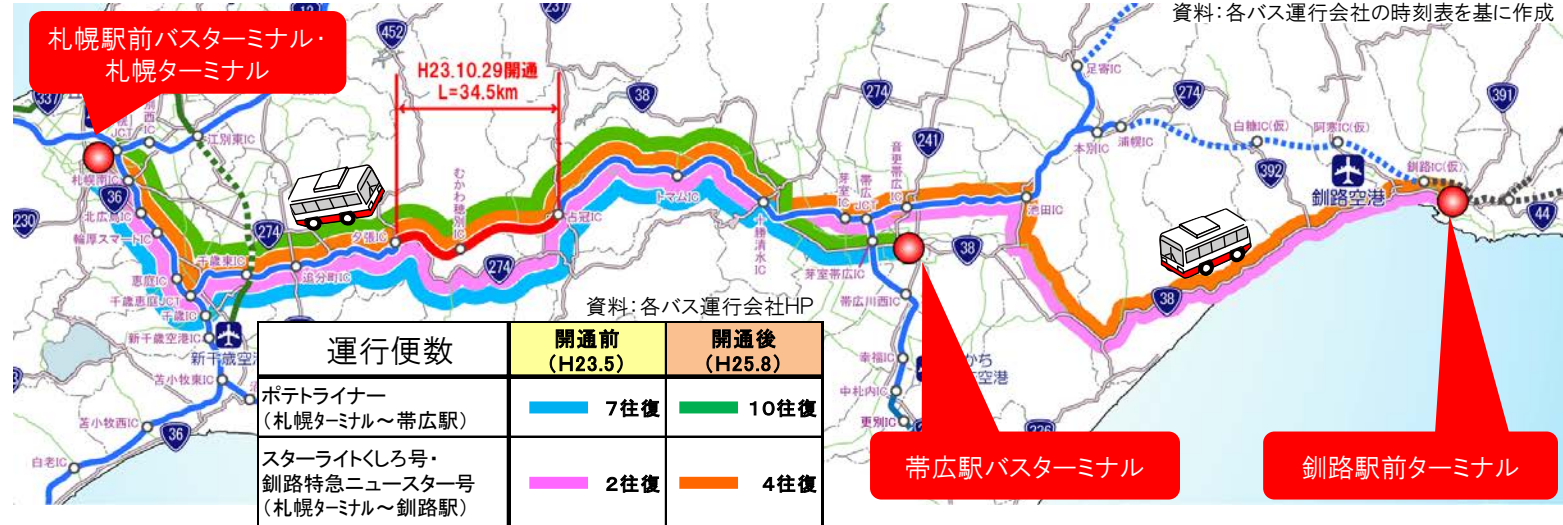 資料：各バス運行会社の時刻表を基に作成
札幌駅前バスターミナル・
札幌ターミナル
H23.10.29開通
L=34.5km
452
237
38
274
391
337
36
230
274
274
241
38
392
38
44
36
足寄IC
江別東IC
札幌南IC
北広島IC
輪厚スマートIC
恵庭IC
千歳恵庭JCT
千歳IC
千歳東IC
新千歳空港IC
苫小牧東IC
苫小牧西IC
白老IC
追分町IC
夕張IC
むかわ穂別IC
占冠IC
トマムIC
十勝清水IC
芽室IC
帯広JCT
音更帯広IC
芽室帯広IC
帯広川西IC
幸福IC
中札内IC
更別IC
池田IC
本別IC
浦幌IC
白糠IC(仮)
阿寒IC(仮)
釧路IC(仮)
釧路空港
資料：各バス運行会社HP
運行便数
開通前
(H23.5)
開通後
(H25.8)
ポテトライナー
(札幌ターミナル～帯広駅)
7往復
10往復
スターライトくしろ号・
釧路特急ニュースター号
(札幌ターミナル～釧路駅)
2往復
4往復
帯広駅バスターミナル
釧路駅前ターミナル